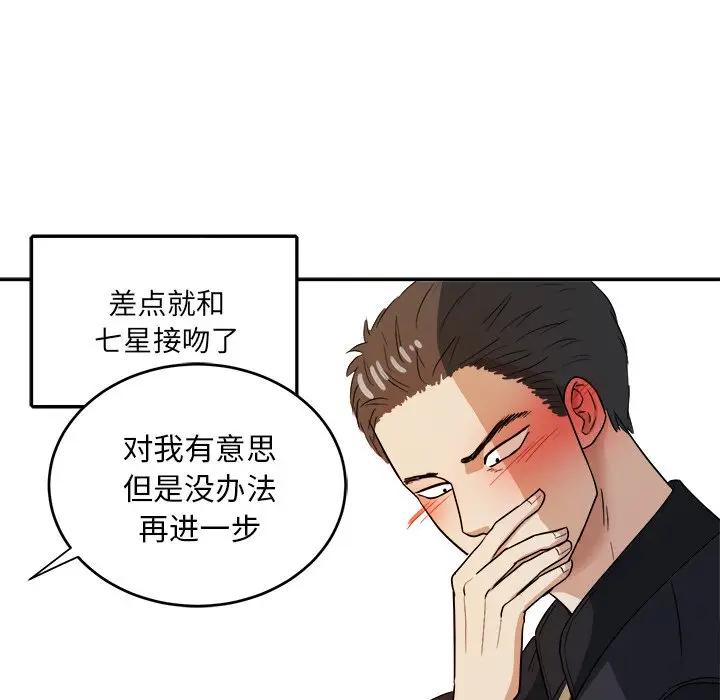 差点就和
七星接吻了
对我有意思
但是没办法
再进一步